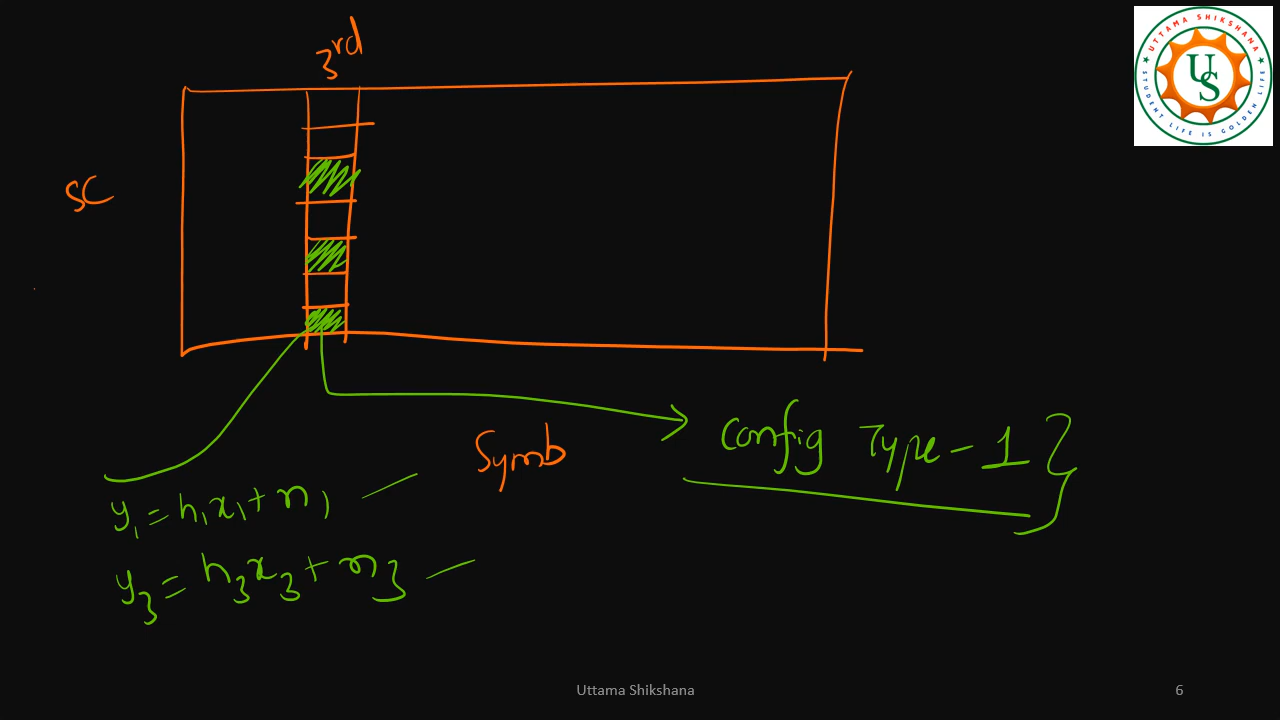 3rd
UTTAMA SHIKSHANA
US
STUDENT LIFE IS GOLDEN LIFE
SC
Symb
Config Type-1}
y1=h1x1+n1
y3=h3x3+n3
Uttama Shikshana
6